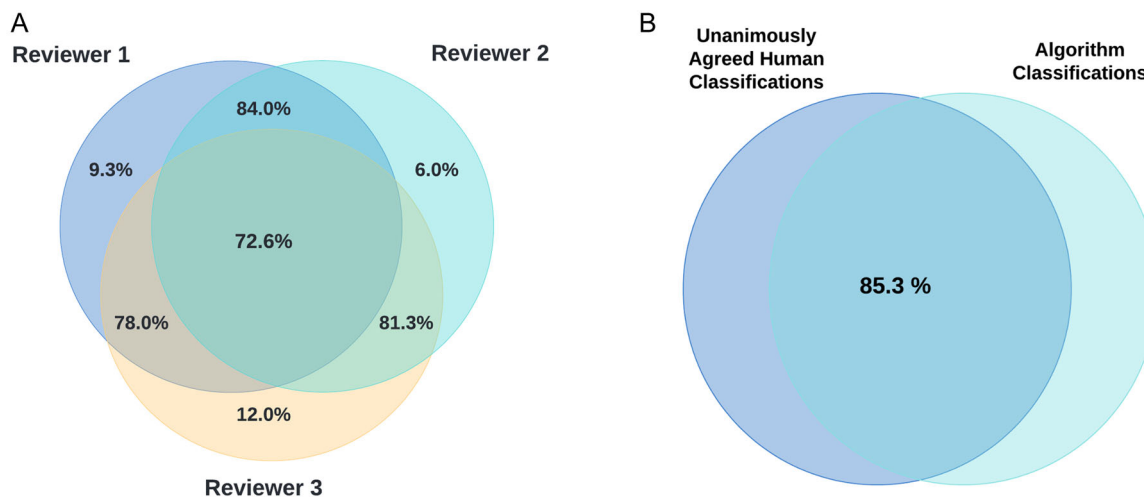 A
Reviewer 1
Reviewer 2
84.0%
9.3%
6.0%
72.6%
78.0%
81.3%
12.0%
Reviewer 3
B
Unanimously
Agreed Human
Classifications
Algorithm
Classifications
85.3 %